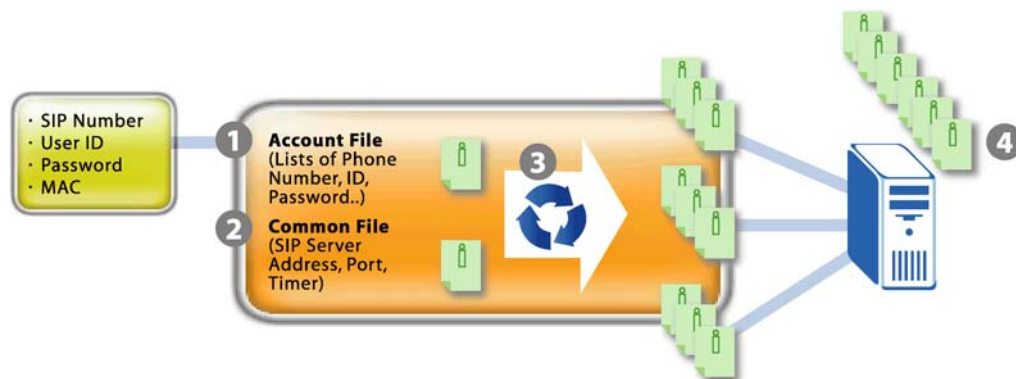 · SIP Number
· User ID
· Password
· MAC
1
Account File
(Lists of Phone
Number, ID,
Password..)
2
Common File
(SIP Server
Address, Port,
Timer)
3
4